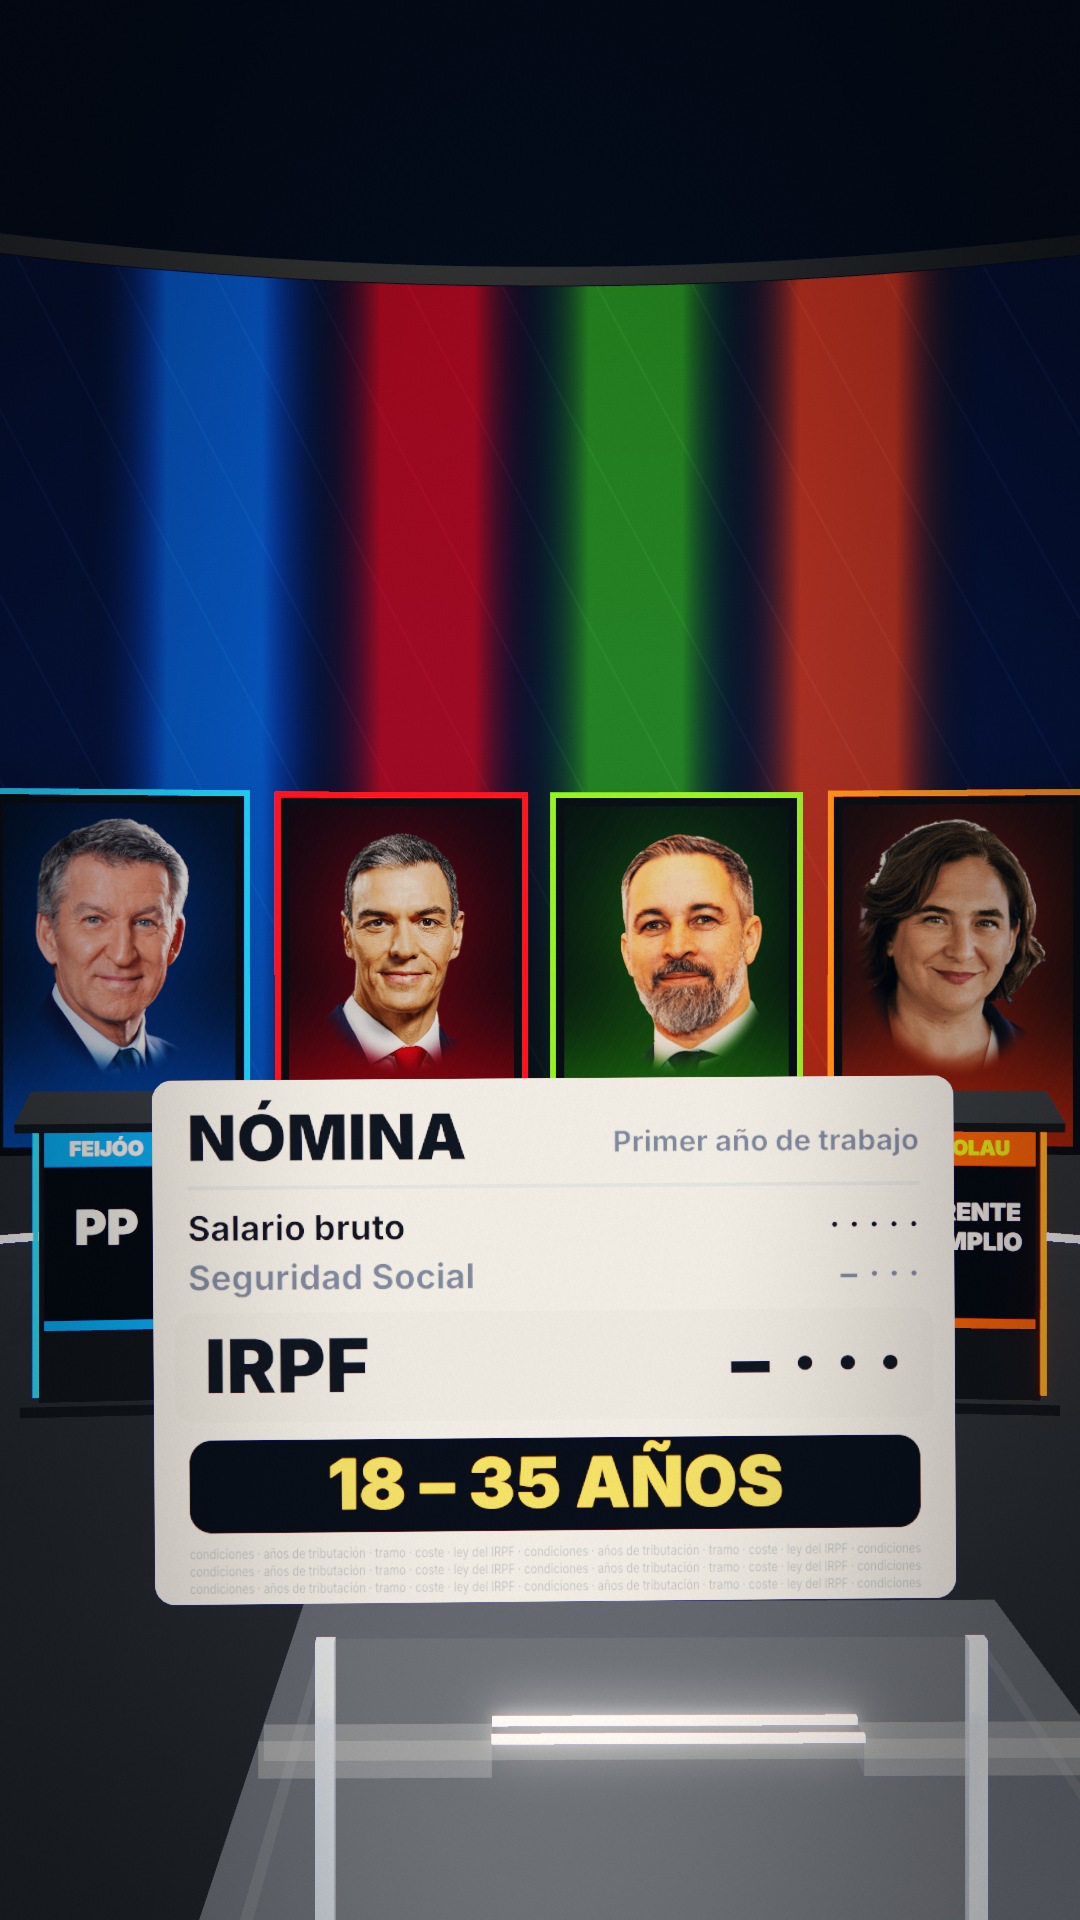 FEIJÓO
PP
OLAU
RENTE
MPLIO
NÓMINA
Primer año de trabajo
Salario bruto
· · · · ·
Seguridad Social
– · · ·
IRPF
– • • •
18 – 35 AÑOS
condiciones · años de tributación · tramo · coste · ley del IRPF · condiciones · años de tributación · tramo · coste · ley del IRPF · condiciones
condiciones · años de tributación · tramo · coste · ley del IRPF · condiciones · años de tributación · tramo · coste · ley del IRPF · condiciones
condiciones · años de tributación · tramo · coste · ley del IRPF · condiciones · años de tributación · tramo · coste · ley del IRPF · condiciones